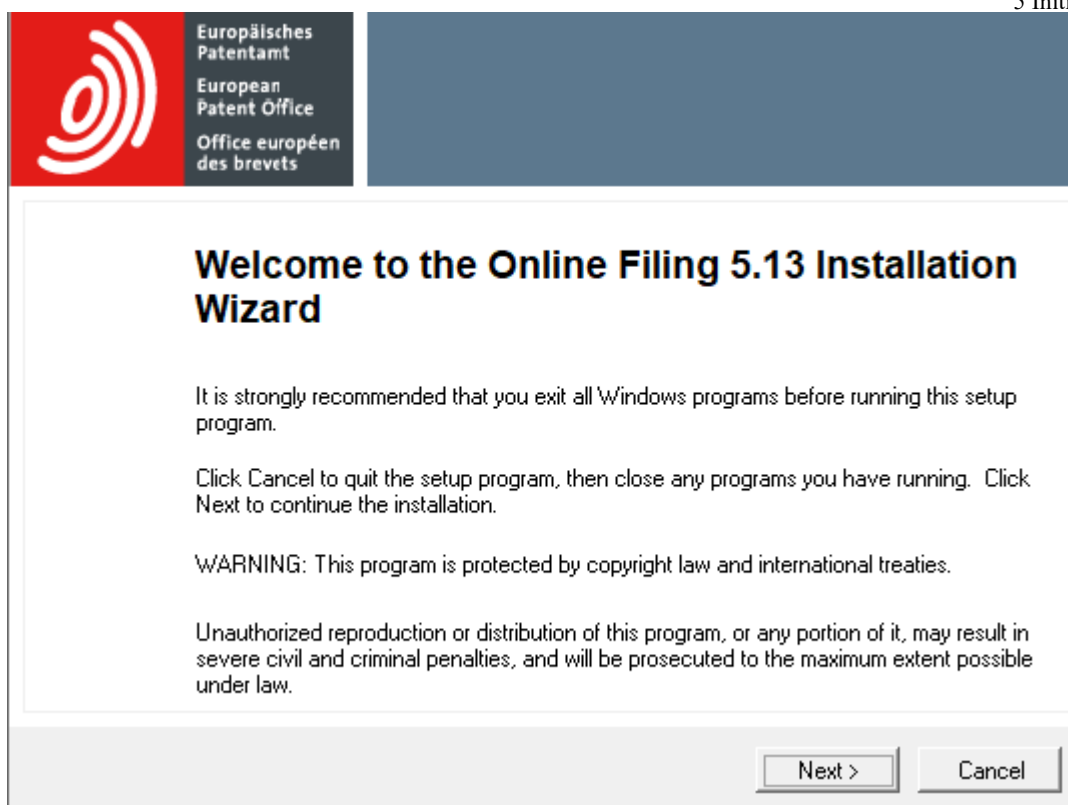 Europäisches
Patentamt
European
Patent Office
Office européen
des brevets
Welcome to the Online Filing 5.13 Installation
Wizard
It is strongly recommended that you exit all Windows programs before running this setup
program.
Click Cancel to quit the setup program, then close any programs you have running. Click
Next to continue the installation.
WARNING: This program is protected by copyright law and international treaties.
Unauthorized reproduction or distribution of this program, or any portion of it, may result in
severe civil and criminal penalties, and will be prosecuted to the maximum extent possible
under law.
Next >
Cancel